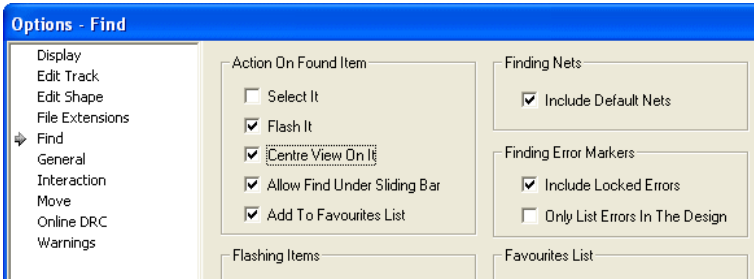 Options - Find
Display
Edit Track
Edit Shape
File Extensions
Find
General
Interaction
Move
Online DRC
Warnings
Action On Found Item
Select It
Flash It
Centre View On It
Allow Find Under Sliding Bar
Add To Favourites List
Flashing Items
Finding Nets
Include Default Nets
Finding Error Markers
Include Locked Errors
Only List Errors In The Design
Favourites List